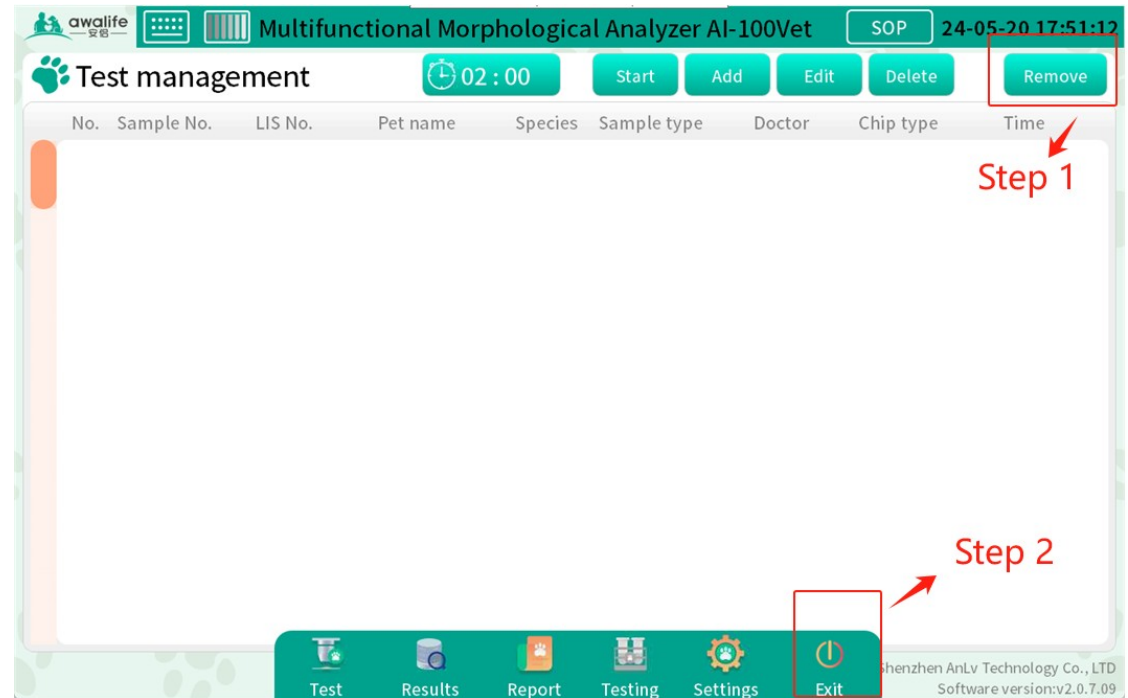 awalife
安侣
Multifunctional Morphological Analyzer AI-100Vet
SOP
24-05-20 17:51:12
Test management
02 : 00
Start
Add
Edit
Delete
Remove
No. Sample No. LIS No. Pet name Species Sample type Doctor Chip type Time
Step 1
Step 2
Test
Results
Report
Testing
Settings
Exit
Shenzhen AnLv Technology Co., LTD
Software version:v2.0.7.09